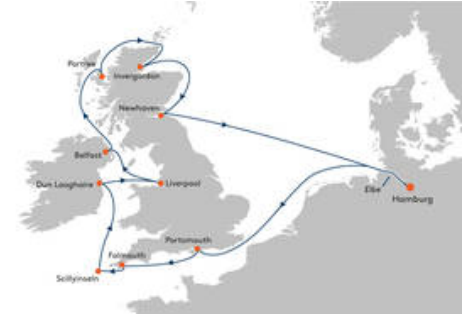 Portree
Invergordon
Newhaven
Belfast
Dun Laoghaire
Liverpool
Elbe
Hamburg
Portsmouth
Falmouth
Scillyinseln